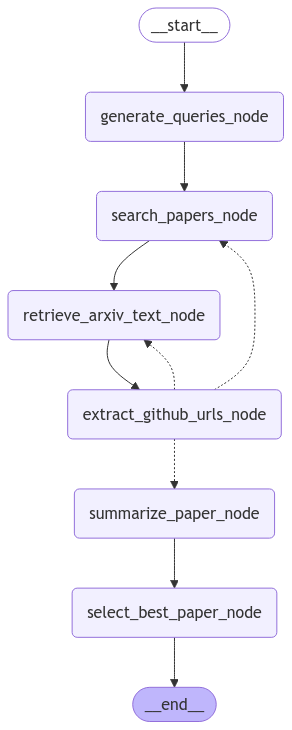 __start__
generate_queries_node
search_papers_node
retrieve_arxiv_text_node
extract_github_urls_node
summarize_paper_node
select_best_paper_node
__end__